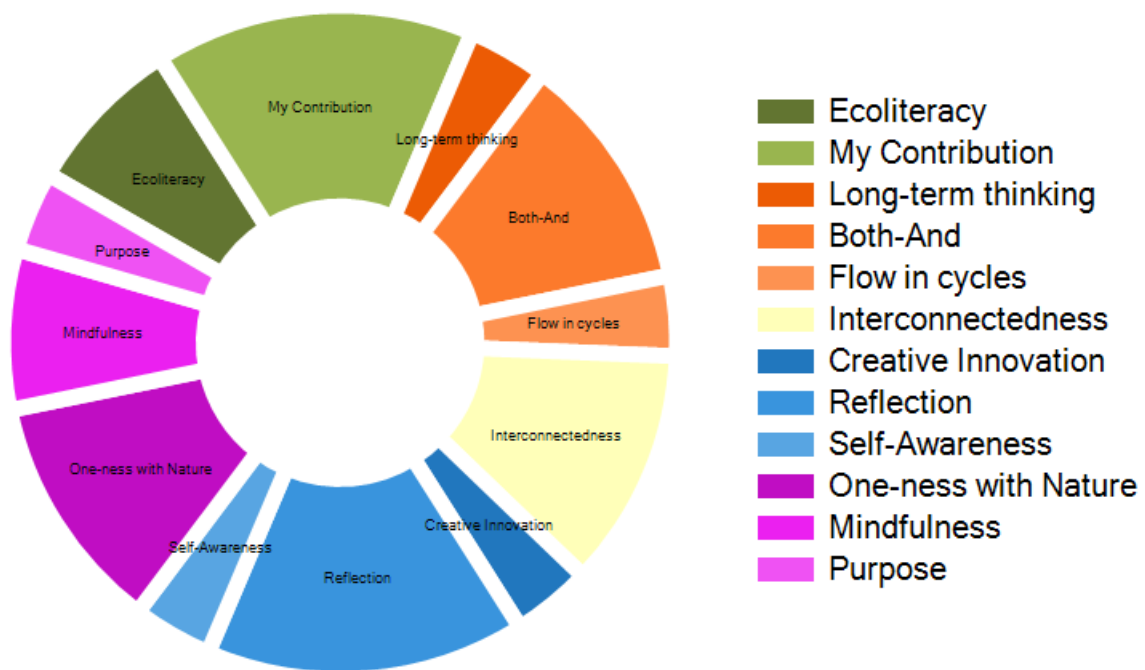 My Contribution
Long-term thinking
Ecoliteracy
Both-And
Purpose
Flow in cycles
Mindfulness
Interconnectedness
One-ness with Nature
Creative Innovation
Self-Awareness
Reflection
Ecoliteracy
My Contribution
Long-term thinking
Both-And
Flow in cycles
Interconnectedness
Creative Innovation
Reflection
Self-Awareness
One-ness with Nature
Mindfulness
Purpose